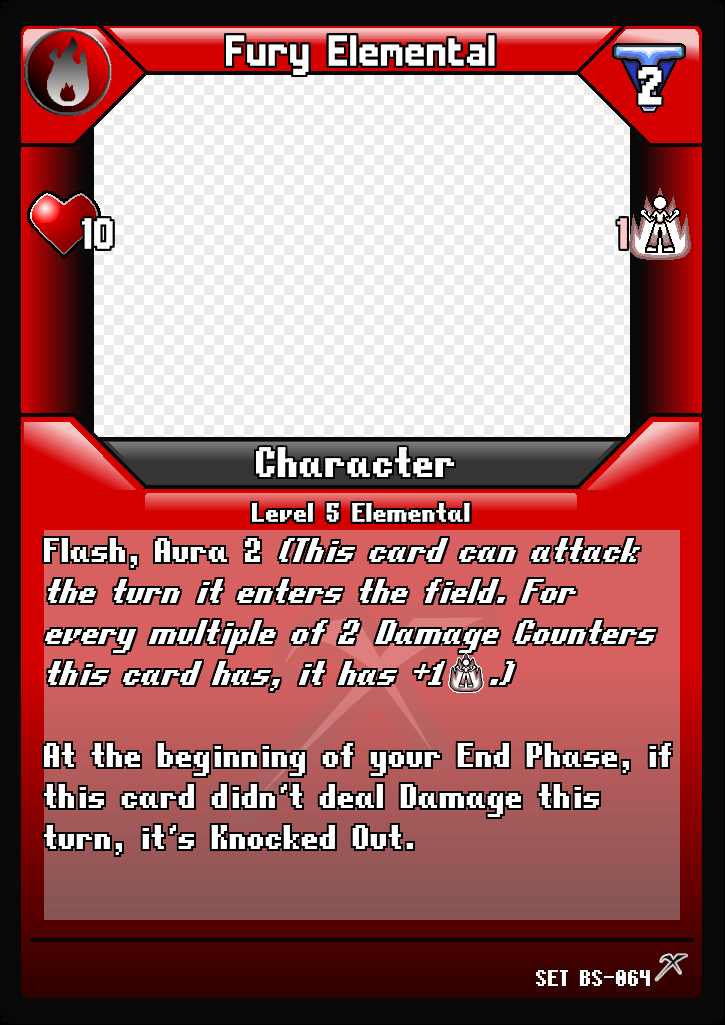 Fury Elemental
2
10
1
Character
Level 5 Elemental
Flash, Aura 2 (This card can attack
the turn it enters the field. For
every multiple of 2 Damage Counters
this card has, it has +1 .)
At the beginning of your End Phase, if
this card didn't deal Damage this
turn, it's Knocked Out.
SET BS-064